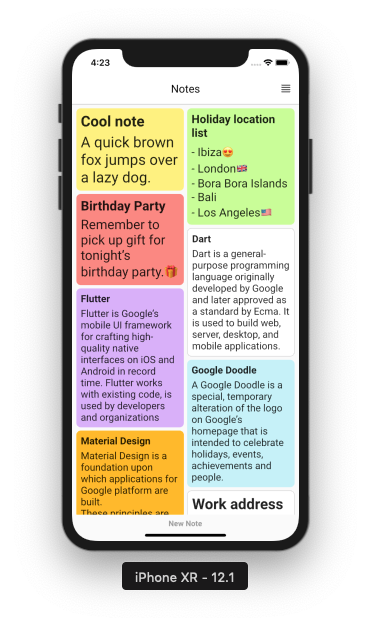 4:23
Notes
Cool note
A quick brown
fox jumps over
a lazy dog.
Birthday Party
Remember to
pick up gift for
tonight's
birthday party.🎁
Flutter
Flutter is Google's
mobile UI framework
for crafting high-
quality native
interfaces on iOS and
Android in record
time. Flutter works
with existing code, is
used by developers
and organizations
Material Design
Material Design is a
foundation upon
which applications for
Google platform are
built.
These principles are
Holiday location
list
- Ibiza😍
- London🇬🇧
- Bora Bora Islands
- Bali
- Los Angeles🇺🇸
Dart
Dart is a general-
purpose programming
language originally
developed by Google
and later approved as
a standard by Ecma. It
is used to build web,
server, desktop, and
mobile applications.
Google Doodle
A Google Doodle is a
special, temporary
alteration of the logo
on Google's
homepage that is
intended to celebrate
holidays, events,
achievements and
people.
Work address
New Note
iPhone XR - 12.1